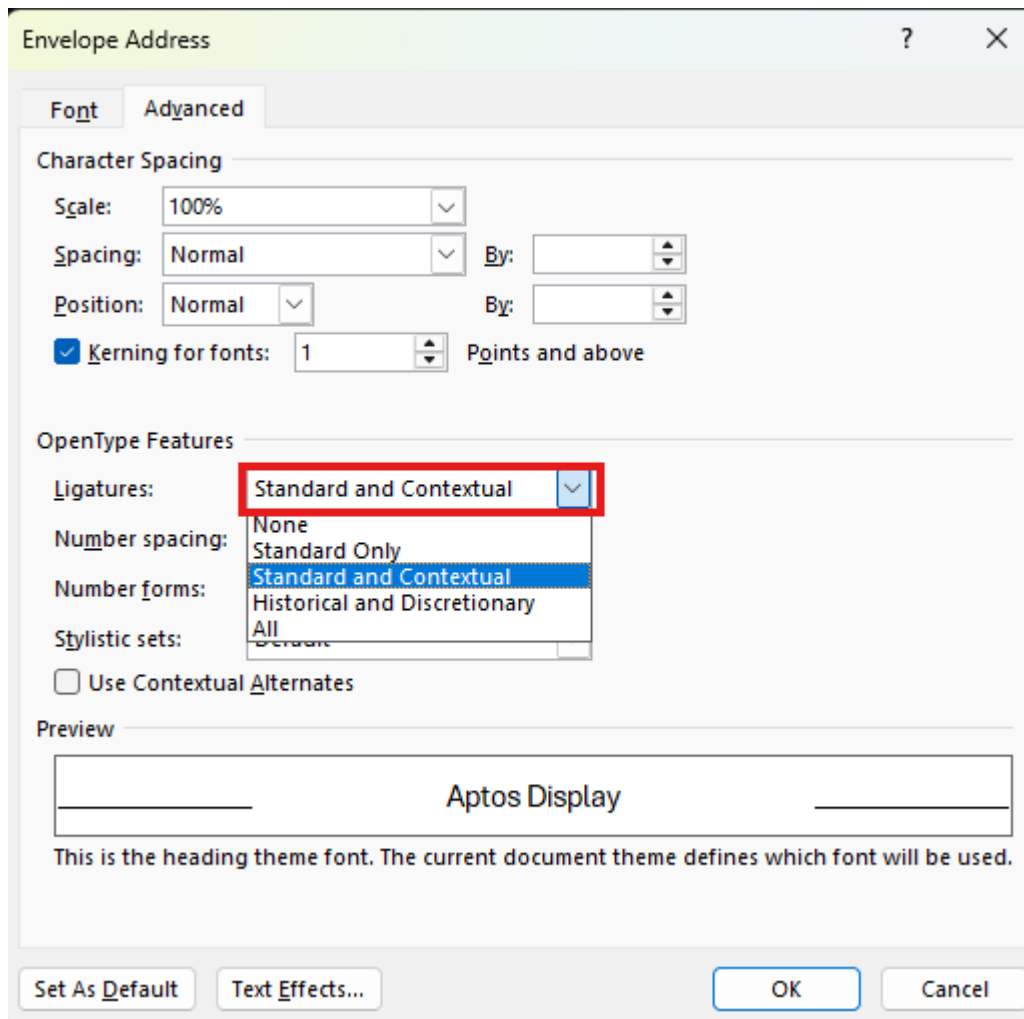 Envelope Address ?
Font Advanced
Character Spacing
Scale: 100%
Spacing: Normal By:
Position: Normal By:
Kerning for fonts: 1 Points and above
OpenType Features
Ligatures: Standard and Contextual
None
Number spacing:
Standard Only
Standard and Contextual
Number forms:
Historical and Discretionary
All
Stylistic sets: Default
Use Contextual Alternates
Preview
Aptos Display
This is the heading theme font. The current document theme defines which font will be used.
Set As Default Text Effects... OK Cancel